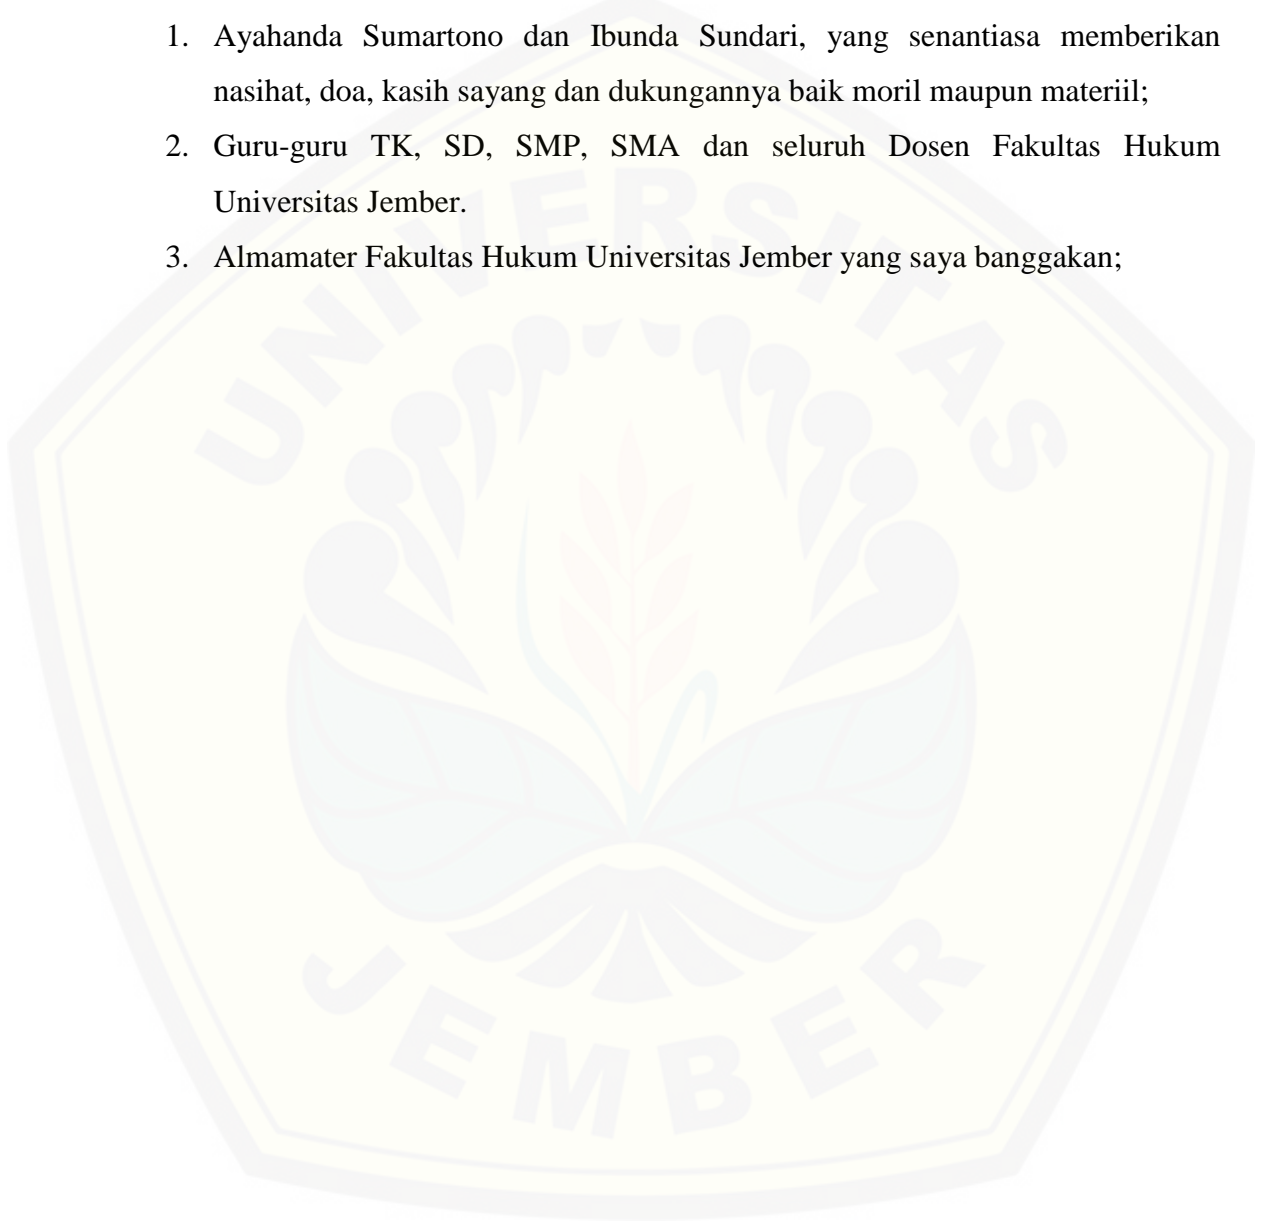 1. Ayahanda Sumartono dan Ibunda Sundari, yang senantiasa memberikan
nasihat, doa, kasih sayang dan dukungannya baik moril maupun materiil;
2. Guru-guru TK, SD, SMP, SMA dan seluruh Dosen Fakultas Hukum
Universitas Jember.
3. Almamater Fakultas Hukum Universitas Jember yang saya banggakan;
UNIVERSITAS
JEMBER